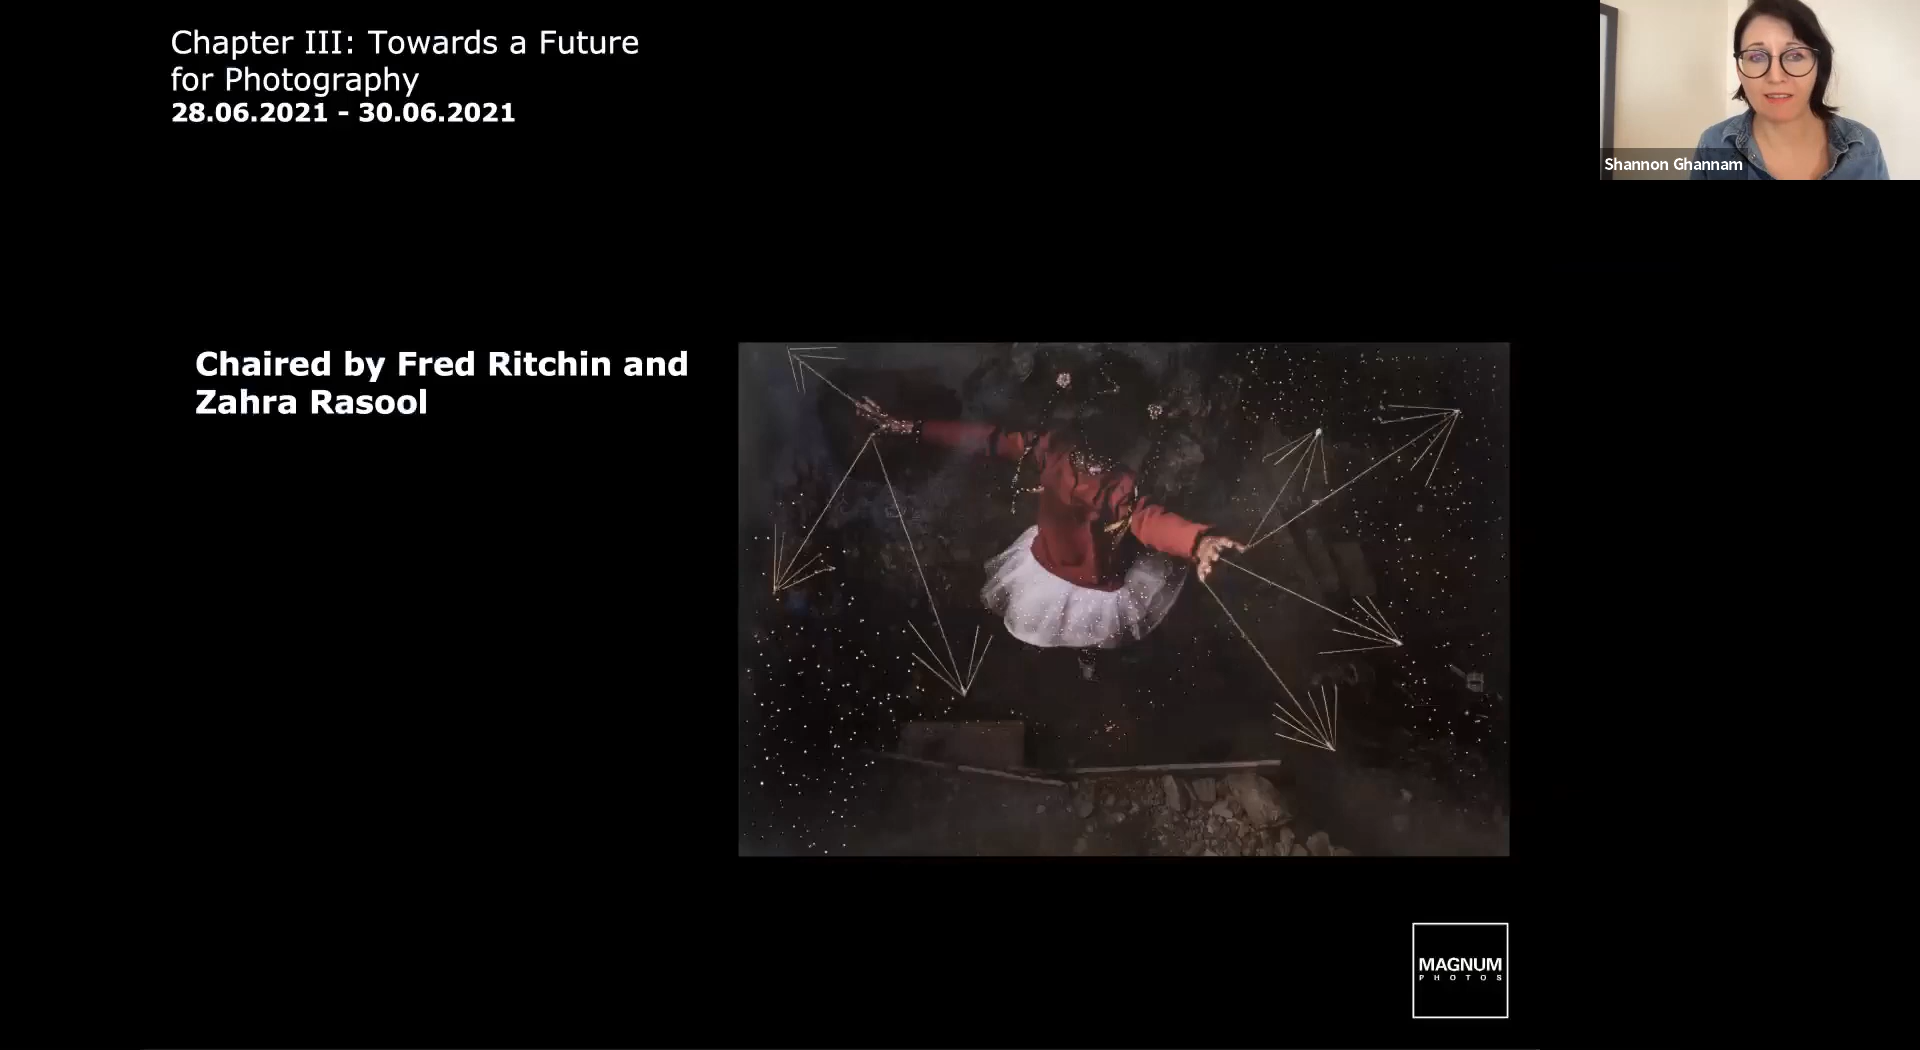 Chapter III: Towards a Future
for Photography
28.06.2021 - 30.06.2021
Shannon Ghannam
Chaired by Fred Ritchin and
Zahra Rasool
MAGNUM
PHOTOS